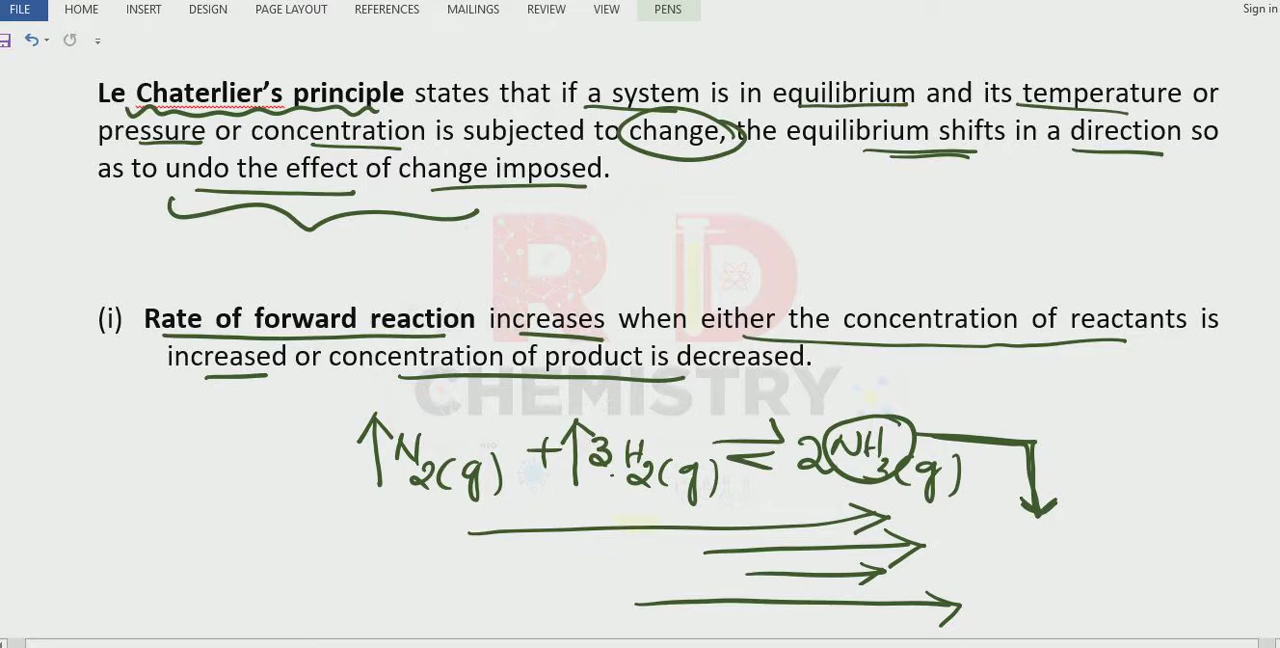 FILE HOME INSERT DESIGN PAGE LAYOUT REFERENCES MAILINGS REVIEW VIEW PENS Sign in
Le Chaterlier’s principle states that if a system is in equilibrium and its temperature or
pressure or concentration is subjected to change, the equilibrium shifts in a direction so
as to undo the effect of change imposed.
R D
(i) Rate of forward reaction increases when either the concentration of reactants is
increased or concentration of product is decreased.
CHEMISTRY
↑N2(g) + ↑3H2(g) ⇌ 2NH3(g)